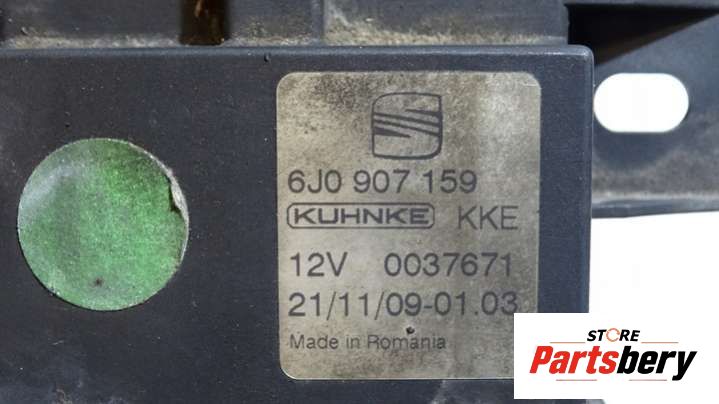 6J0 907 159
KUHNKE KKE
12V 0037671
21/11/09-01.03
Made in Romania
STORE
Partsbery